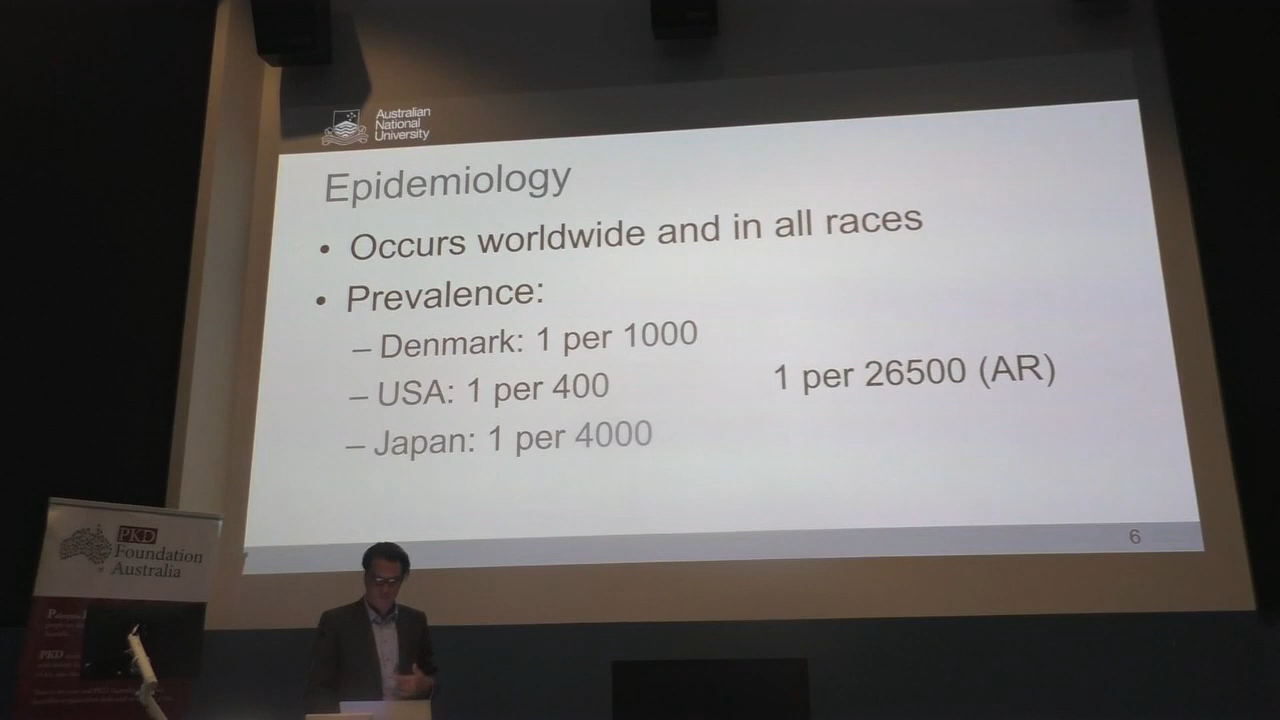 Australian
National
University
Epidemiology
• Occurs worldwide and in all races
• Prevalence:
– Denmark: 1 per 1000
– USA: 1 per 400
1 per 26500 (AR)
– Japan: 1 per 4000
6
PKD
Foundation
Australia
PKD